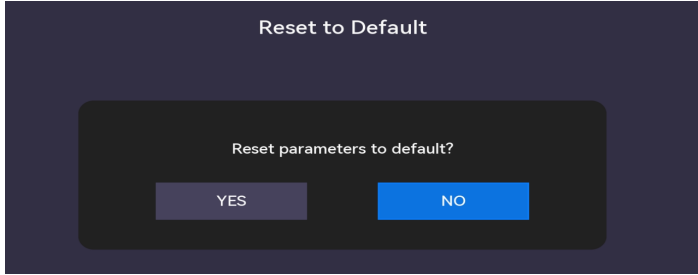 Reset to Default
Reset parameters to default?
YES NO